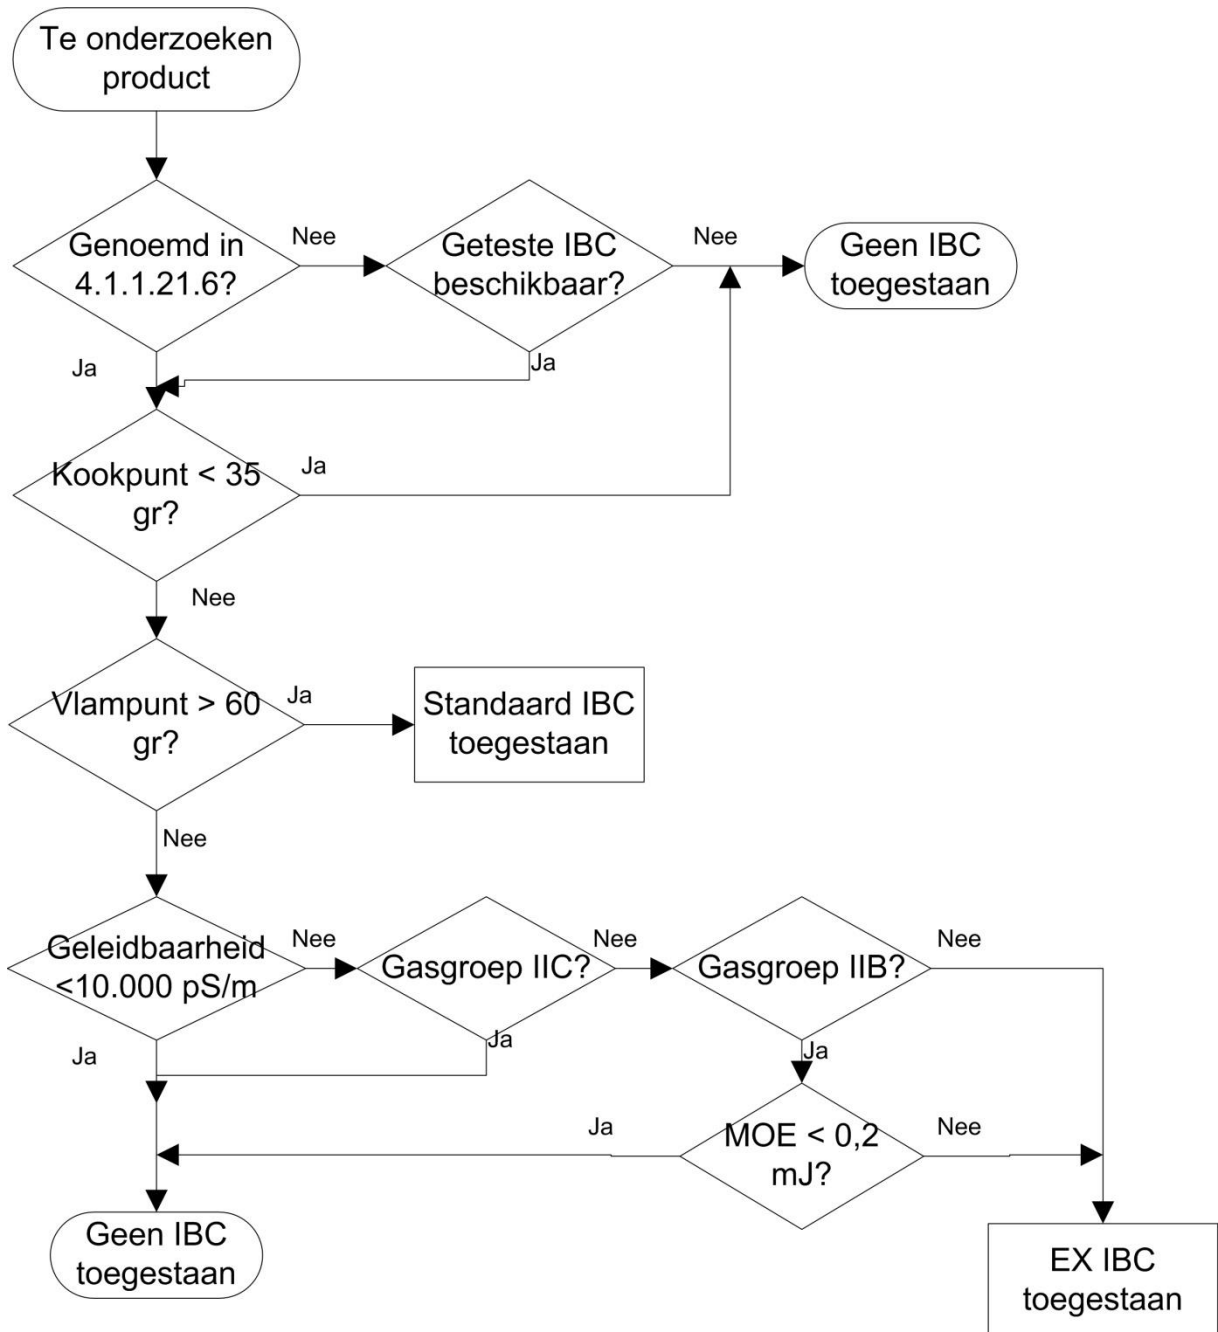 Te onderzoeken
product
Genoemd in
4.1.1.21.6?
Nee
Geteste IBC
beschikbaar?
Nee
Geen IBC
toegestaan
Ja
Ja
Kookpunt < 35
gr?
Ja
Nee
Vlampunt > 60
gr?
Ja
Standaard IBC
toegestaan
Nee
Geleidbaarheid
<10.000 pS/m
Nee
Gasgroep IIC?
Nee
Gasgroep IIB?
Nee
Ja
Ja
Ja
MOE < 0,2
mJ?
Ja
Nee
Geen IBC
toegestaan
EX IBC
toegestaan